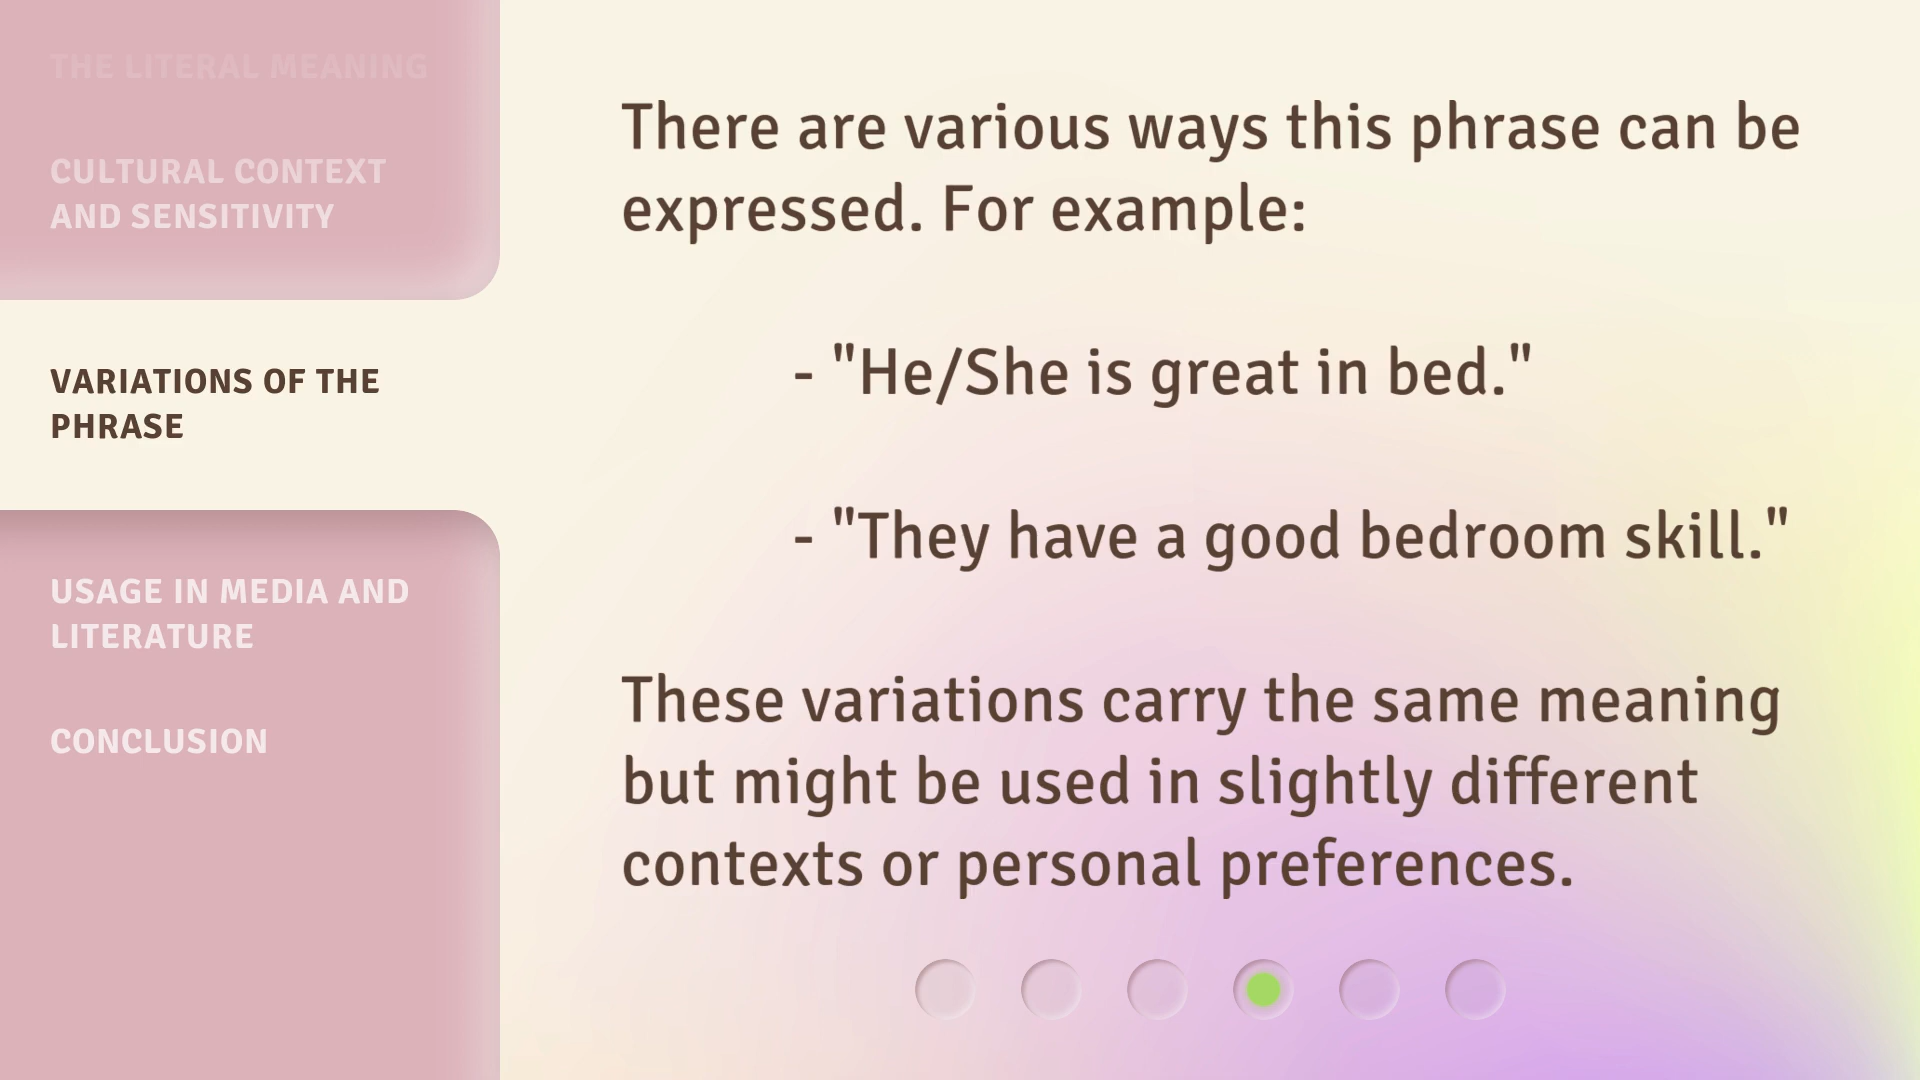 THE LITERAL MEANING
CULTURAL CONTEXT
AND SENSITIVITY
VARIATIONS OF THE
PHRASE
USAGE IN MEDIA AND
LITERATURE
CONCLUSION
There are various ways this phrase can be
expressed. For example:
- "He/She is great in bed."
- "They have a good bedroom skill."
These variations carry the same meaning
but might be used in slightly different
contexts or personal preferences.